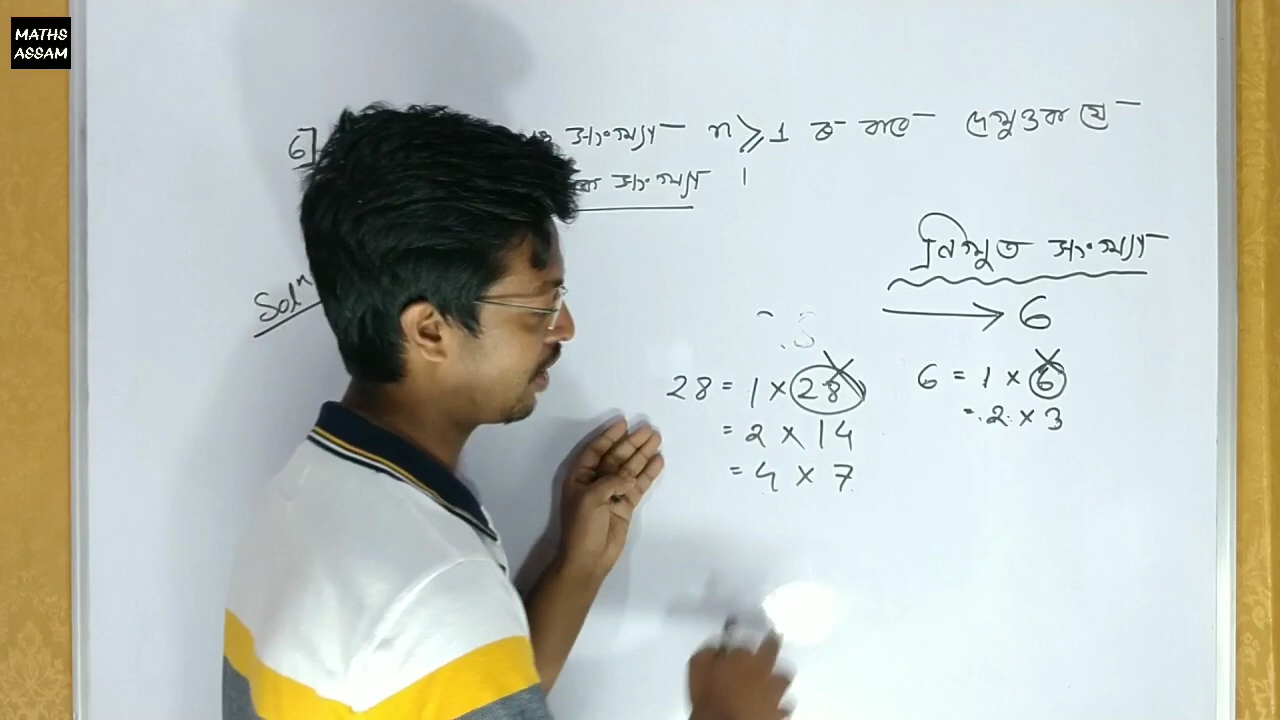 MATHS
ASSAM
6] সংখ্যা n ⩾ 1 ৰ বাবে দেখুওৱা যে
সংখ্যা ।
নিখুত সংখ্যা
Solⁿ
→ 6
28 = 1 × 28
= 2 × 14
= 4 × 7
6 = 1 × 6
= 2 × 3